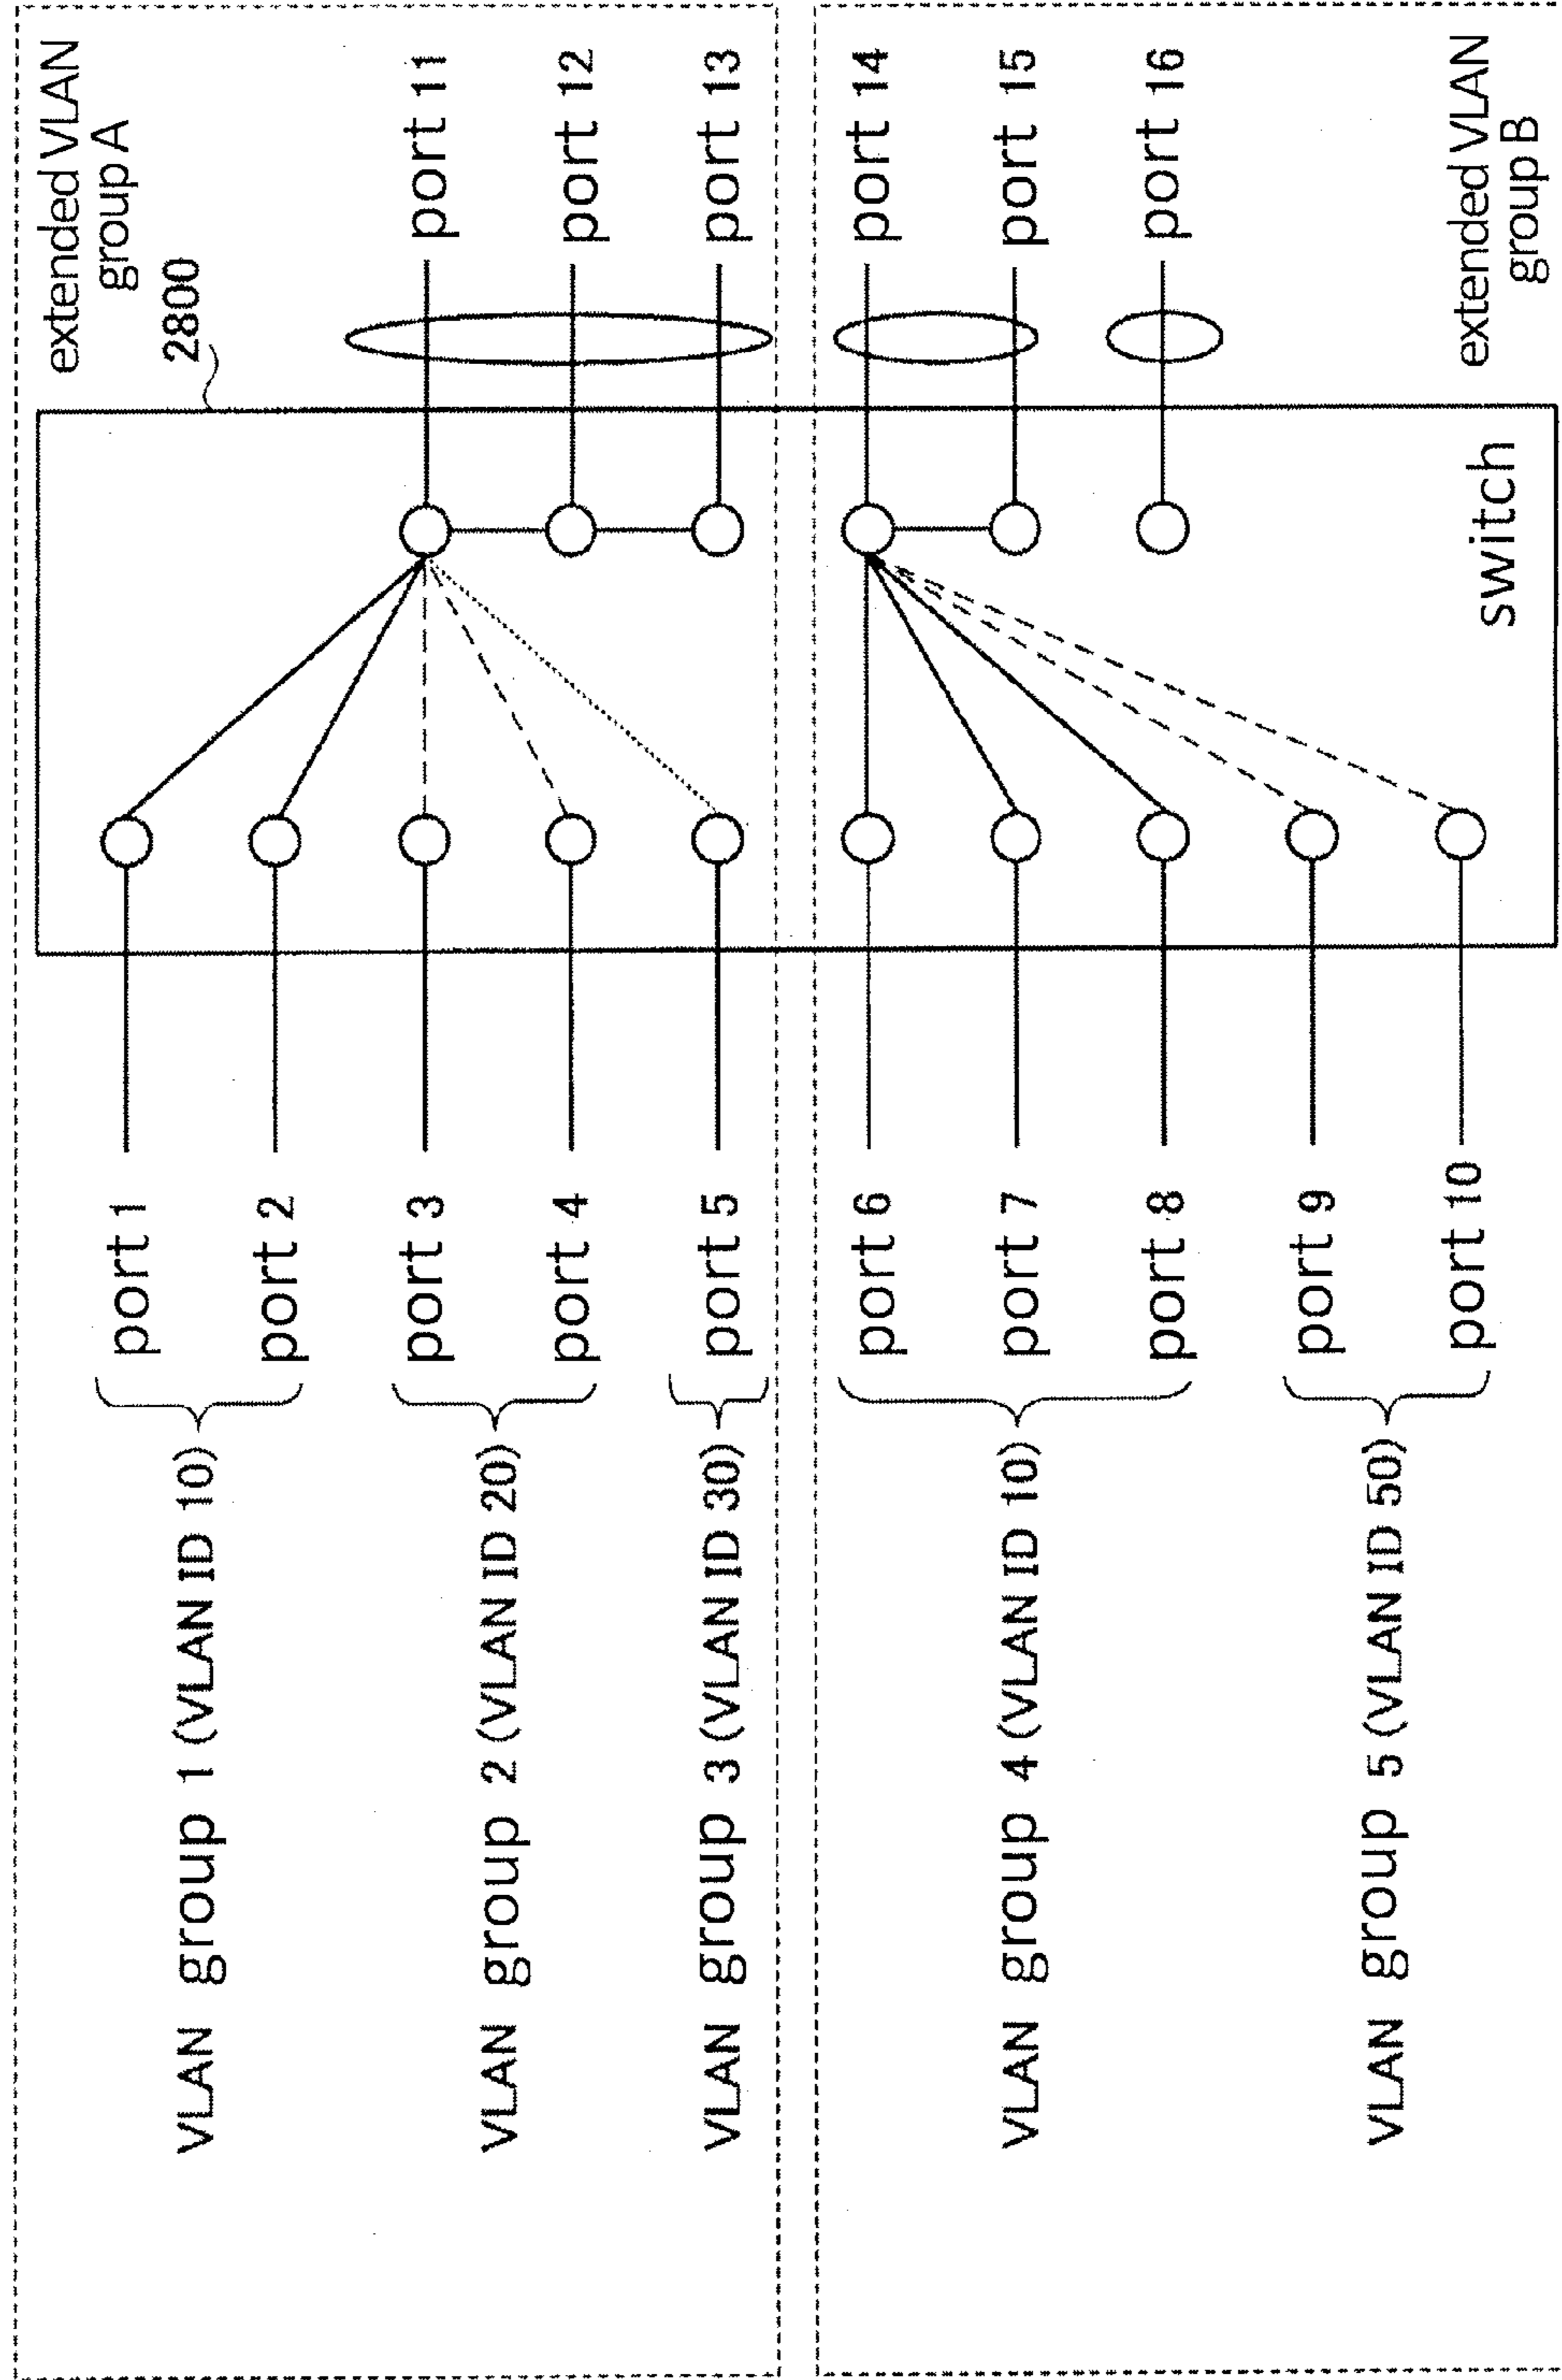 extended VLAN
group A
2800
VLAN group 1 (VLAN ID 10)
port 1
port 2
VLAN group 2 (VLAN ID 20)
port 3
port 4
VLAN group 3 (VLAN ID 30)
port 5
port 11
port 12
port 13
VLAN group 4 (VLAN ID 10)
port 6
port 7
port 8
VLAN group 5 (VLAN ID 50)
port 9
port 10
port 14
port 15
port 16
switch
extended VLAN
group B